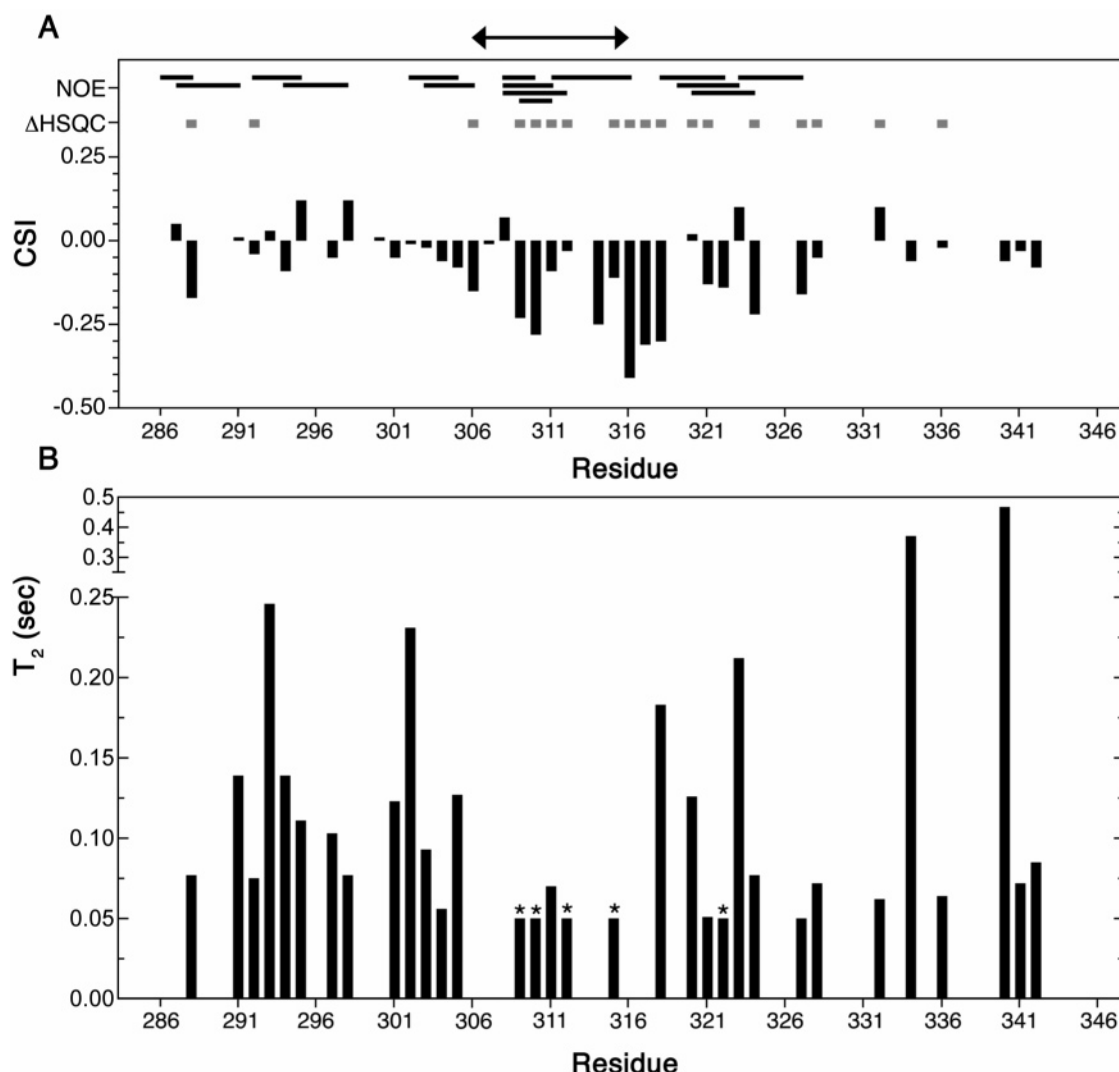 A
NOE
ΔHSQC
0.25
0.00
-0.25
-0.50
CSI
286 291 296 301 306 311 316 321 326 331 336 341 346
Residue
B
0.5
0.4
0.3
0.25
0.20
0.15
0.10
0.05
0.00
T2 (sec)
* * * * *
286 291 296 301 306 311 316 321 326 331 336 341 346
Residue